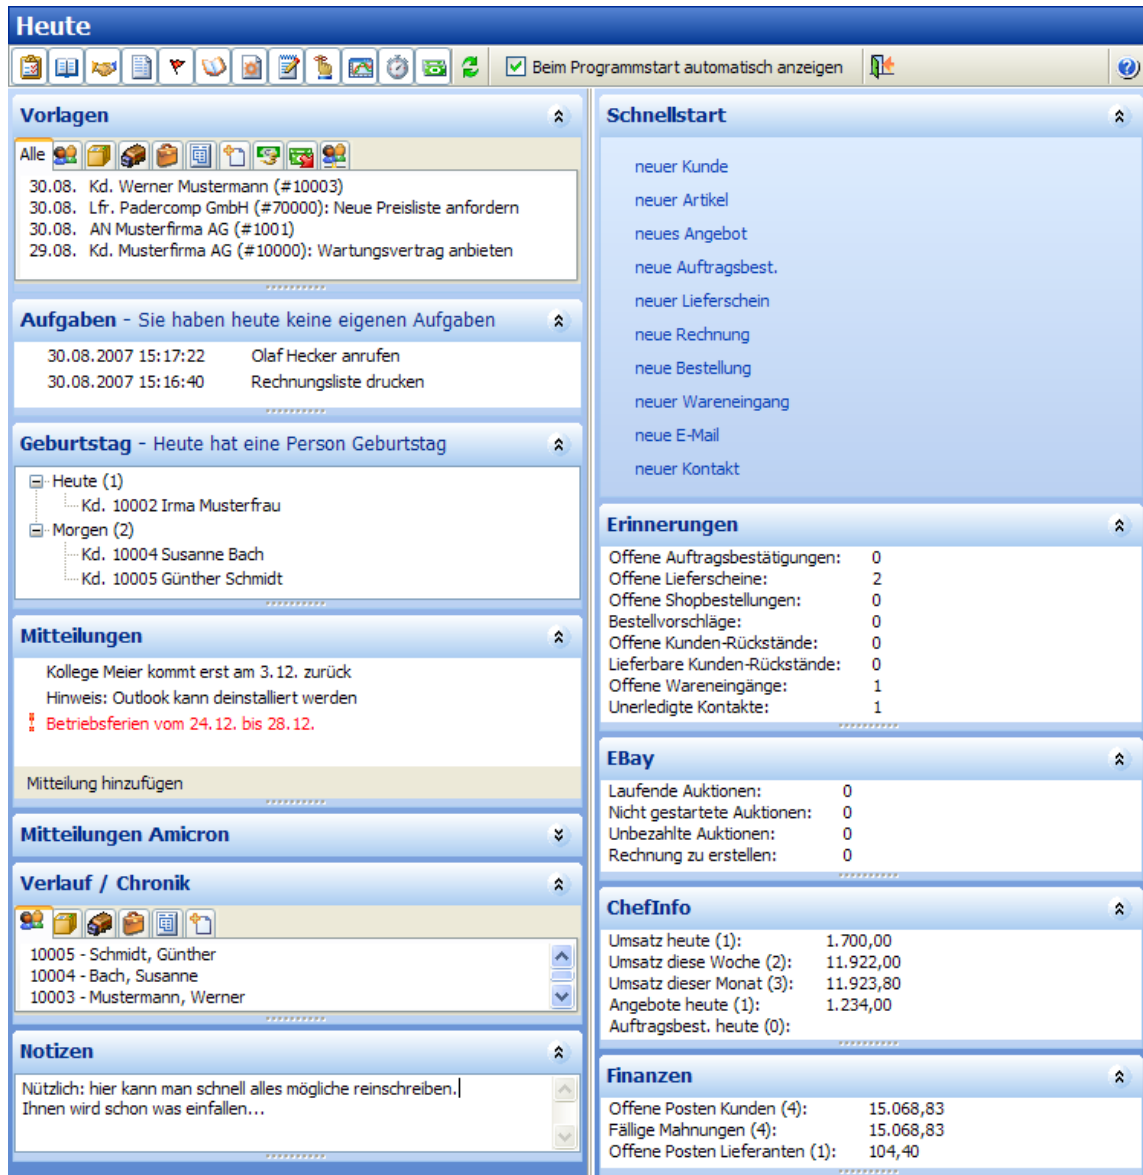 Heute
Beim Programmstart automatisch anzeigen
Vorlagen
Alle
30.08. Kd. Werner Mustermann (#10003)
30.08. Lfr. Padercomp GmbH (#70000): Neue Preisliste anfordern
30.08. AN Musterfirma AG (#1001)
29.08. Kd. Musterfirma AG (#10000): Wartungsvertrag anbieten
Aufgaben - Sie haben heute keine eigenen Aufgaben
30.08.2007 15:17:22 Olaf Hecker anrufen
30.08.2007 15:16:40 Rechnungsliste drucken
Geburtstag - Heute hat eine Person Geburtstag
Heute (1)
Kd. 10002 Irma Musterfrau
Morgen (2)
Kd. 10004 Susanne Bach
Kd. 10005 Günther Schmidt
Mitteilungen
Kollege Meier kommt erst am 3.12. zurück
Hinweis: Outlook kann deinstalliert werden
Betriebsferien vom 24.12. bis 28.12.
Mitteilung hinzufügen
Mitteilungen Amicron
Verlauf / Chronik
10005 - Schmidt, Günther
10004 - Bach, Susanne
10003 - Mustermann, Werner
Notizen
Nützlich: hier kann man schnell alles mögliche reinschreiben.
Ihnen wird schon was einfallen...
Schnellstart
neuer Kunde
neuer Artikel
neues Angebot
neue Auftragsbest.
neuer Lieferschein
neue Rechnung
neue Bestellung
neuer Wareneingang
neue E-Mail
neuer Kontakt
Erinnerungen
Offene Auftragsbestätigungen: 0
Offene Lieferscheine: 2
Offene Shopbestellungen: 0
Bestellvorschläge: 0
Offene Kunden-Rückstände: 0
Lieferbare Kunden-Rückstände: 0
Offene Wareneingänge: 1
Unerledigte Kontakte: 1
EBay
Laufende Auktionen: 0
Nicht gestartete Auktionen: 0
Unbezahlte Auktionen: 0
Rechnung zu erstellen: 0
ChefInfo
Umsatz heute (1): 1.700,00
Umsatz diese Woche (2): 11.922,00
Umsatz dieser Monat (3): 11.923,80
Angebote heute (1): 1.234,00
Auftragsbest. heute (0):
Finanzen
Offene Posten Kunden (4): 15.068,83
Fällige Mahnungen (4): 15.068,83
Offene Posten Lieferanten (1): 104,40